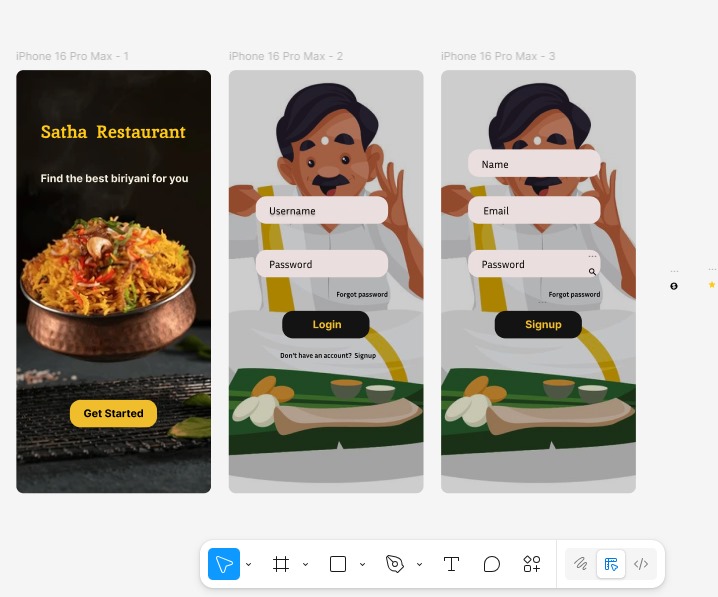 iPhone 16 Pro Max - 1
Satha Restaurant
Find the best biriyani for you
Get Started
iPhone 16 Pro Max - 2
Username
Password
Forgot password
Login
Don't have an account? Signup
iPhone 16 Pro Max - 3
Name
Email
Password
Forgot password
Signup